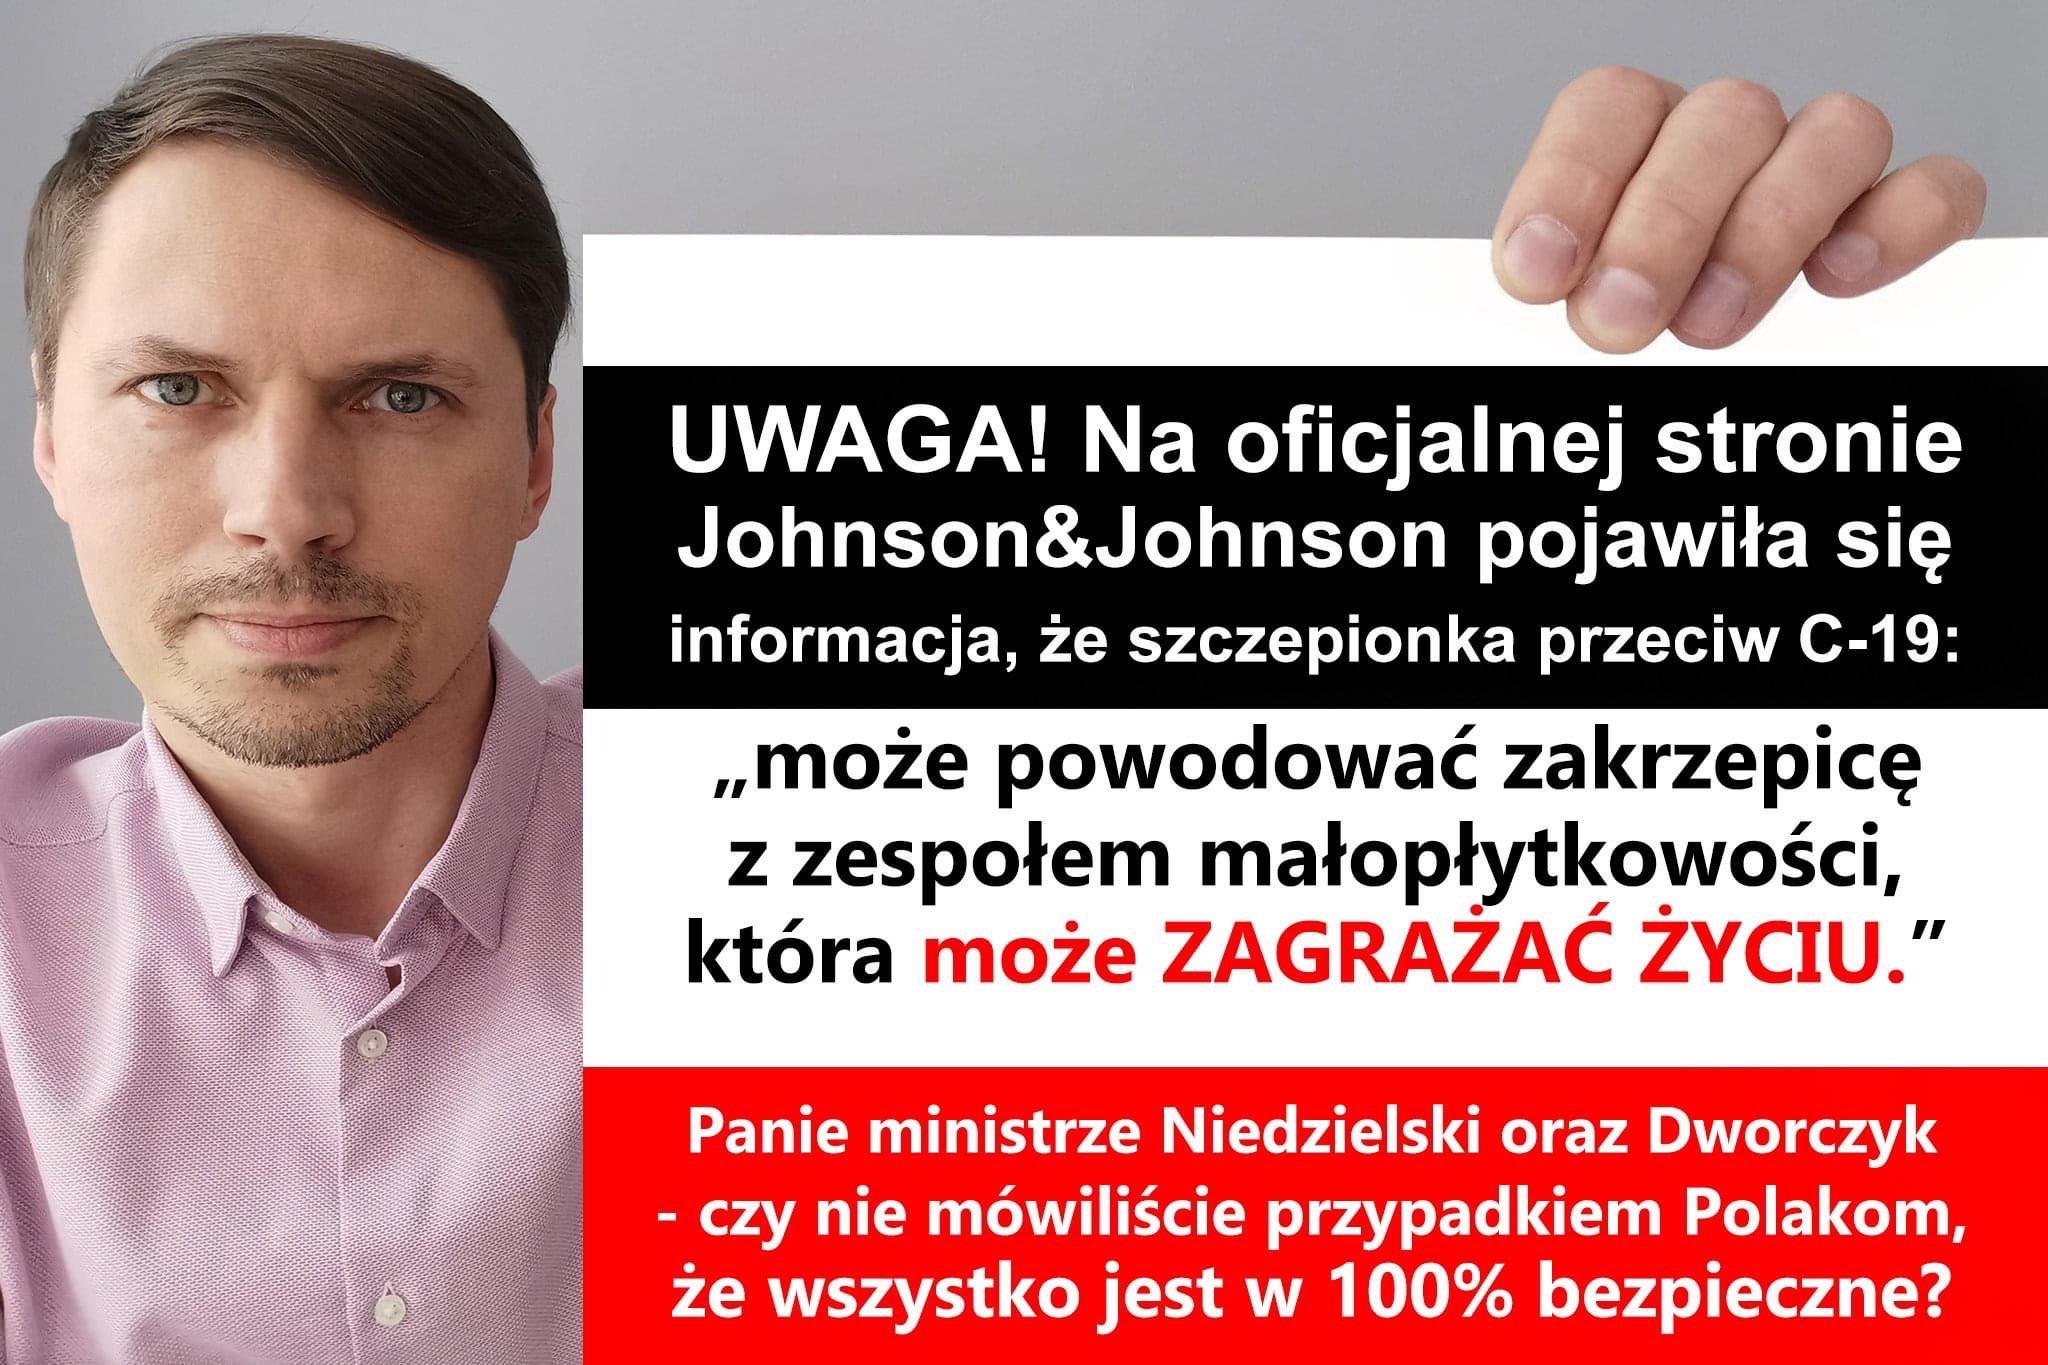 UWAGA! Na oficjalnej stronie
Johnson&Johnson pojawiła się
informacja, że szczepionka przeciw C-19:
„może powodować zakrzepicę
z zespołem małopłytkowości,
która może ZAGRAŻAĆ ŻYCIU.”
Panie ministrze Niedzielski oraz Dworczyk
- czy nie mówiliście przypadkiem Polakom,
że wszystko jest w 100% bezpieczne?